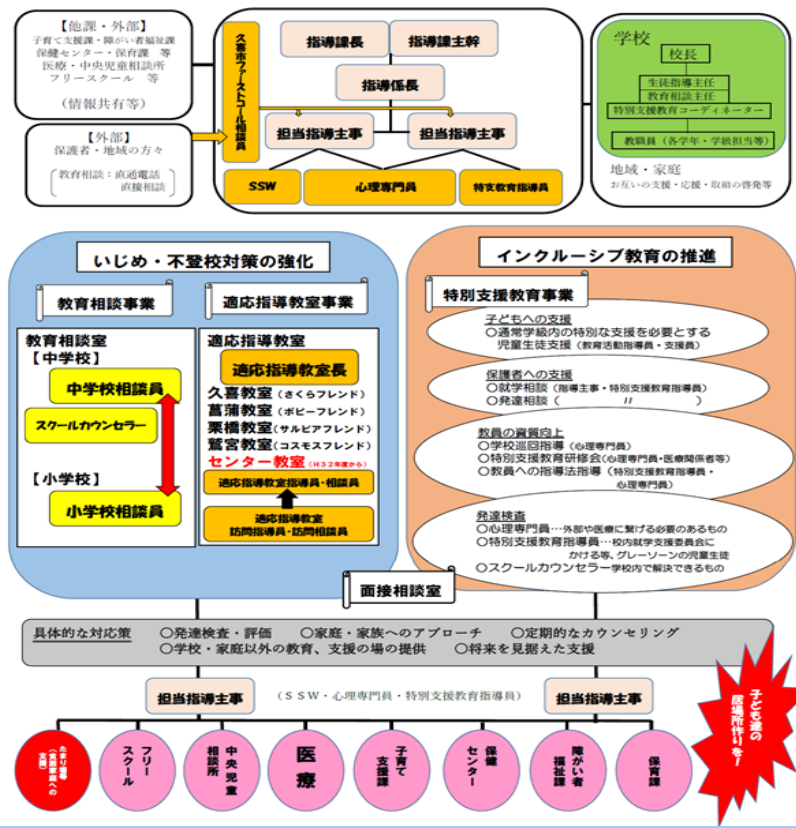 【他課・外部】
子育て支援課・障がい者福祉課
保健センター・保育課 等
医療・中央児童相談所
フリースクール 等
(情報共有等)
【外部】
保護者・地域の方々
教育相談:直通電話
直接相談
久喜市ファーストコール相談員
指導課長
指導課主幹
指導係長
担当指導主事
担当指導主事
SSW
心理専門員
特支教育指導員
学校
校長
生徒指導主任
教育相談主任
特別支援教育コーディネーター
教職員(各学年・学級担当等)
地域・家庭
お互いの支援・応援・取組の啓発等
いじめ・不登校対策の強化
教育相談事業
適応指導教室事業
教育相談室
【中学校】
中学校相談員
スクールカウンセラー
【小学校】
小学校相談員
適応指導教室
適応指導教室長
久喜教室(さくらフレンド)
菖蒲教室(ポピーフレンド)
栗橋教室(サルビアフレンド)
鷲宮教室(コスモスフレンド)
センター教室(H32年度から)
適応指導教室指導員・相談員
適応指導教室
訪問指導員・訪問相談員
インクルーシブ教育の推進
特別支援教育事業
子どもへの支援
○通常学級内の特別な支援を必要とする
児童生徒支援(教育活動指導員・支援員)
保護者への支援
○就学相談(指導主事・特別支援教育指導員)
○発達相談( 〃 )
教員の資質向上
○学校巡回指導(心理専門員)
○特別支援教育研修会(心理専門員・医療関係者等)
○教員への指導法指導(特別支援教育指導員・
心理専門員)
発達検査
○心理専門員…外部や医療に繋げる必要のあるもの
○特別支援教育指導員…校内就学支援委員会に
かける等、グレーゾーンの児童生徒
○スクールカウンセラー学校内で解決できるもの
面接相談室
具体的な対応策 ○発達検査・評価 ○家庭・家族へのアプローチ ○定期的なカウンセリング
○学校・家庭以外の教育、支援の場の提供 ○将来を見据えた支援
担当指導主事
(SSW・心理専門員・特別支援教育指導員)
担当指導主事
子ども達の
居場所作りを!
たまり場等
(貧困家庭への
支援)
フリー
スクール
中央児童
相談所
医療
子育て
支援課
保健
センター
障がい者
福祉課
保育課